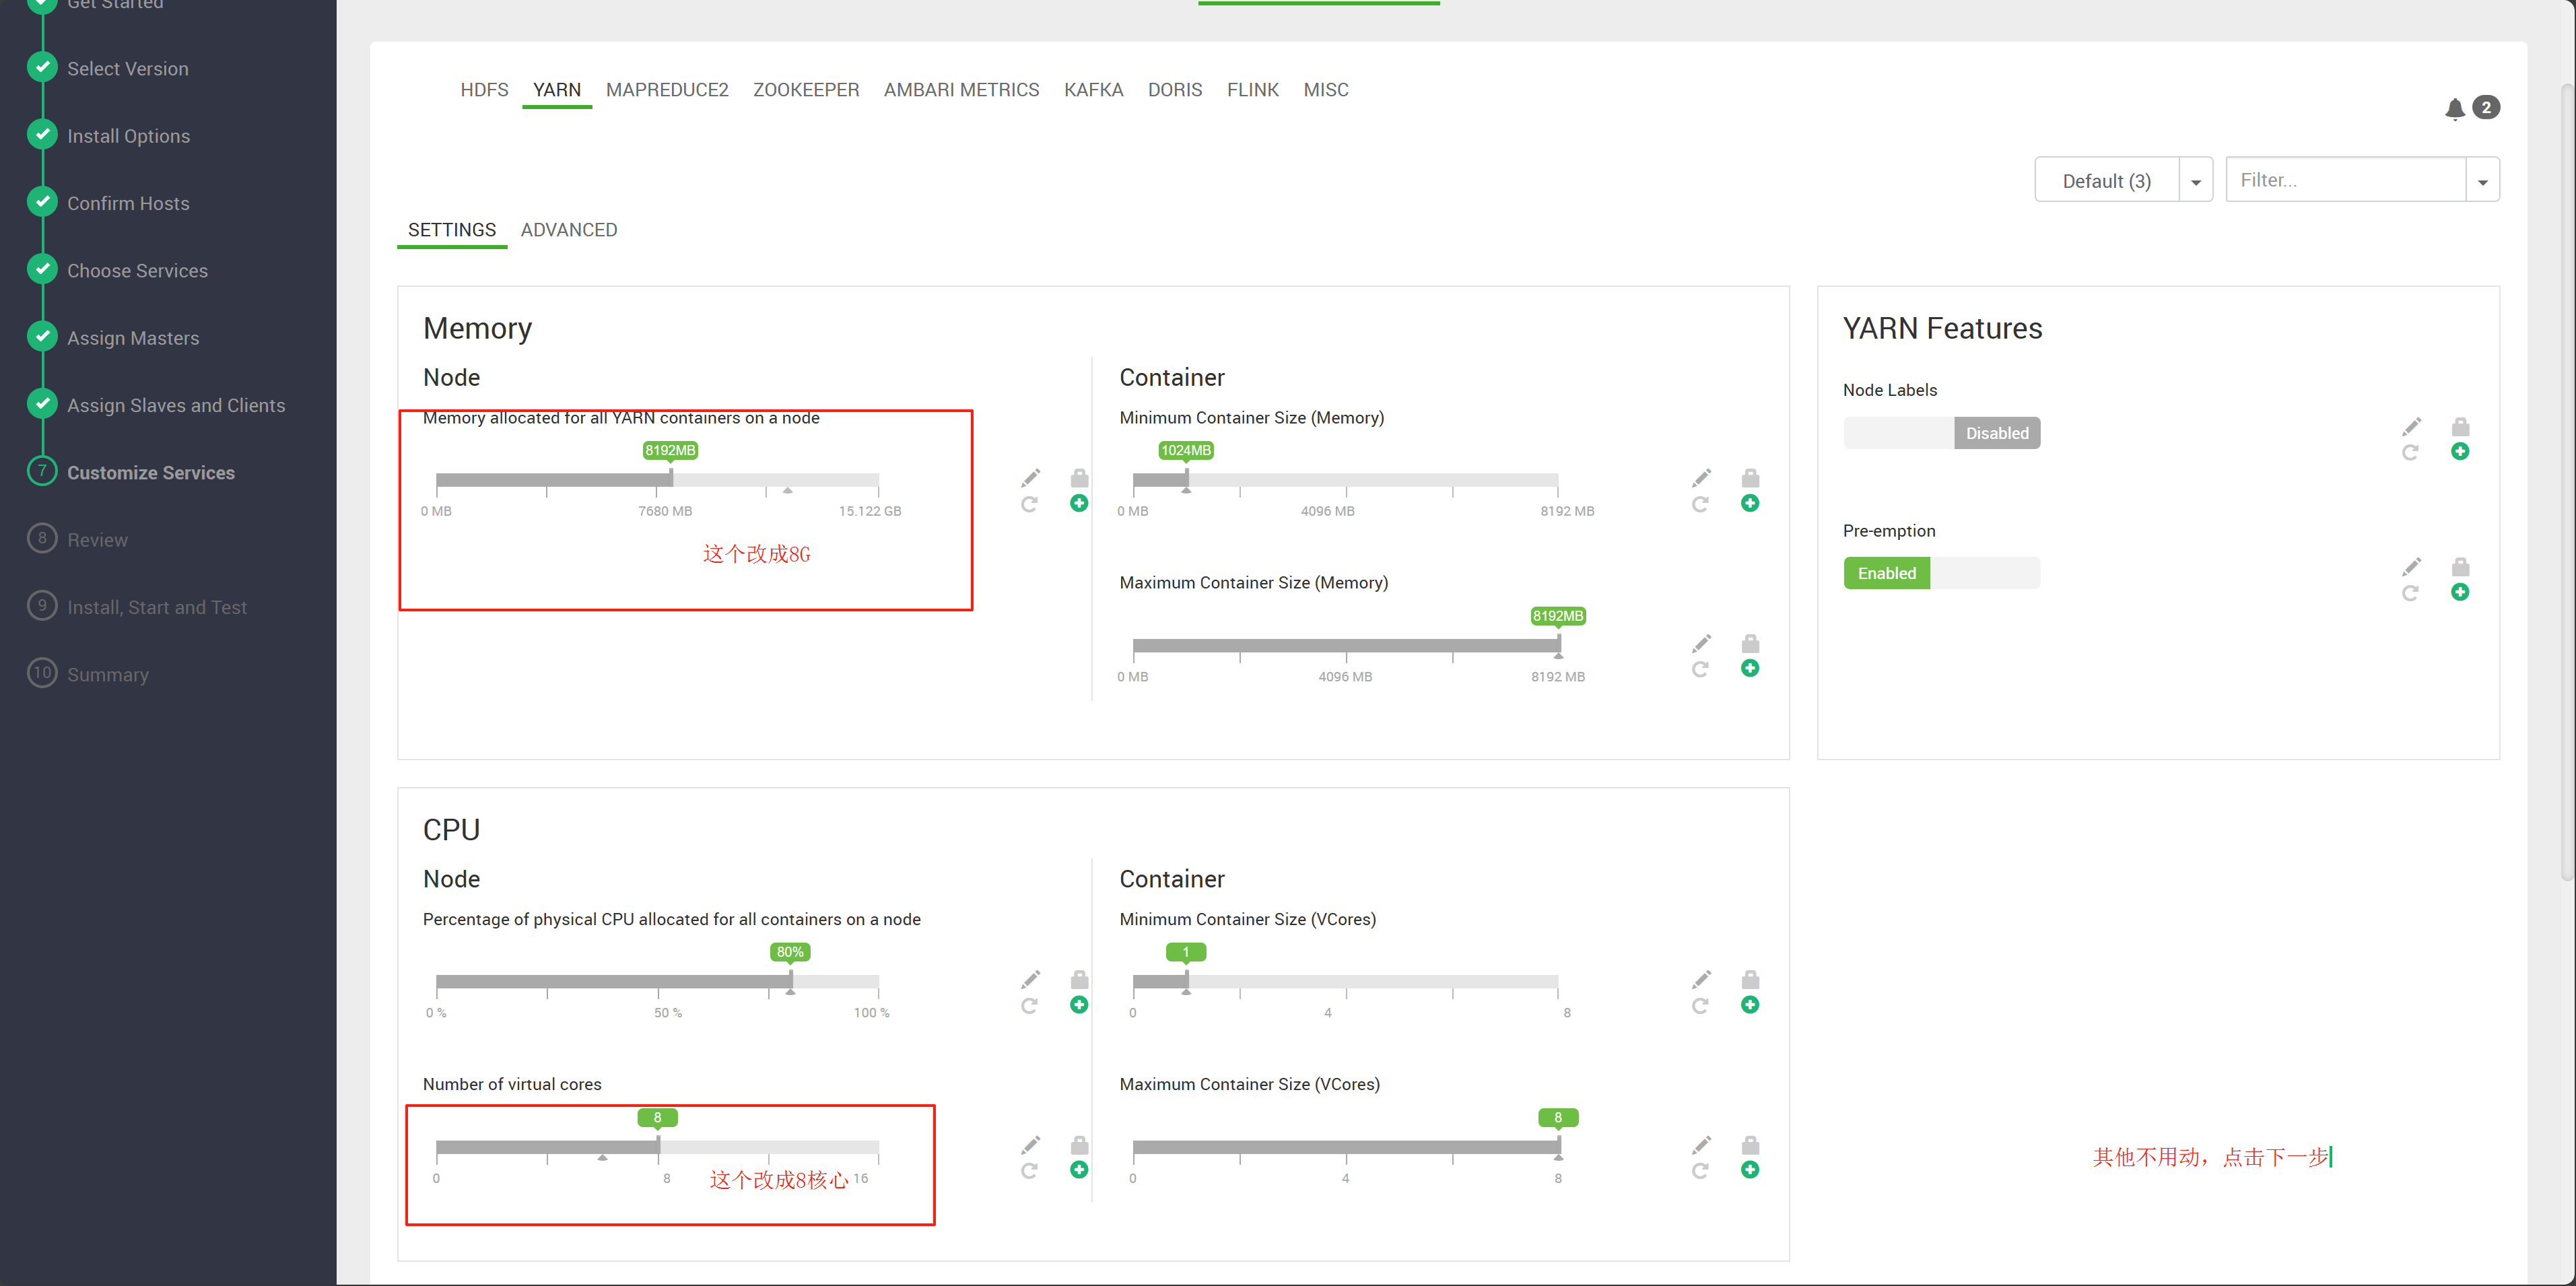 Get Started
Select Version
Install Options
Confirm Hosts
Choose Services
Assign Masters
Assign Slaves and Clients
7 Customize Services
8 Review
9 Install, Start and Test
10 Summary
HDFS YARN MAPREDUCE2 ZOOKEEPER AMBARI METRICS KAFKA DORIS FLINK MISC
2
Default (3) Filter...
SETTINGS ADVANCED
Memory
Node
Memory allocated for all YARN containers on a node
8192MB
0 MB 7680 MB 15.122 GB
这个改成8G
Container
Minimum Container Size (Memory)
1024MB
0 MB 4096 MB 8192 MB
Maximum Container Size (Memory)
8192MB
0 MB 4096 MB 8192 MB
YARN Features
Node Labels
Disabled
Pre-emption
Enabled
CPU
Node
Percentage of physical CPU allocated for all containers on a node
80%
0 % 50 % 100 %
Number of virtual cores
8
0 8 16
这个改成8核心
Container
Minimum Container Size (VCores)
1
0 4 8
Maximum Container Size (VCores)
8
0 4 8
其他不用动，点击下一步